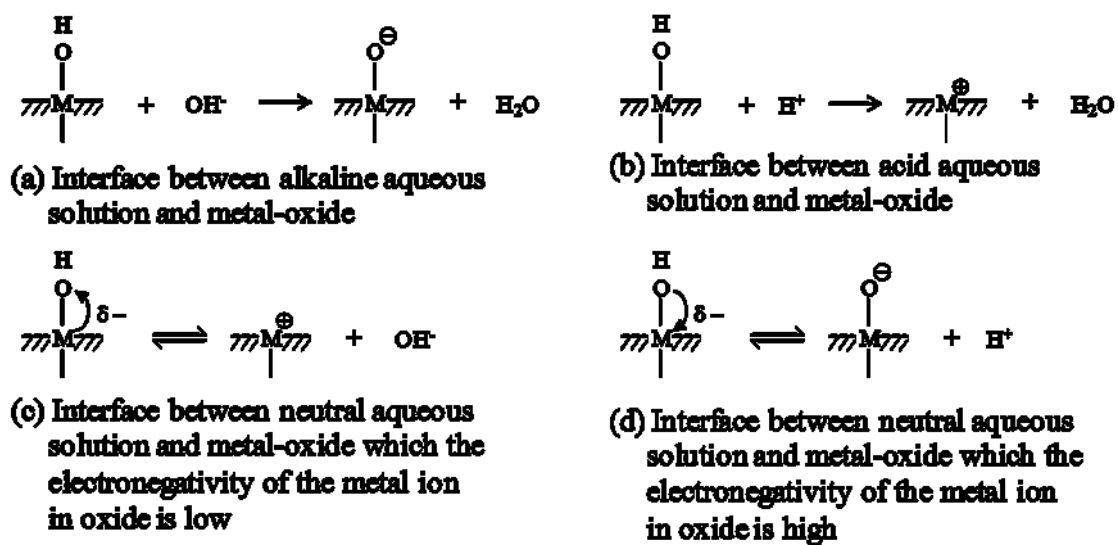 H
O
M + OH⁻ → O⊖ M + H₂O
(a) Interface between alkaline aqueous
solution and metal-oxide
H
O
M + H⁺ → M⊕ + H₂O
(b) Interface between acid aqueous
solution and metal-oxide
H
O
δ−
M ⇌ M⊕ + OH⁻
(c) Interface between neutral aqueous
solution and metal-oxide which the
electronegativity of the metal ion
in oxide is low
H
O
δ−
M ⇌ O⊖ M + H⁺
(d) Interface between neutral aqueous
solution and metal-oxide which the
electronegativity of the metal ion
in oxide is high